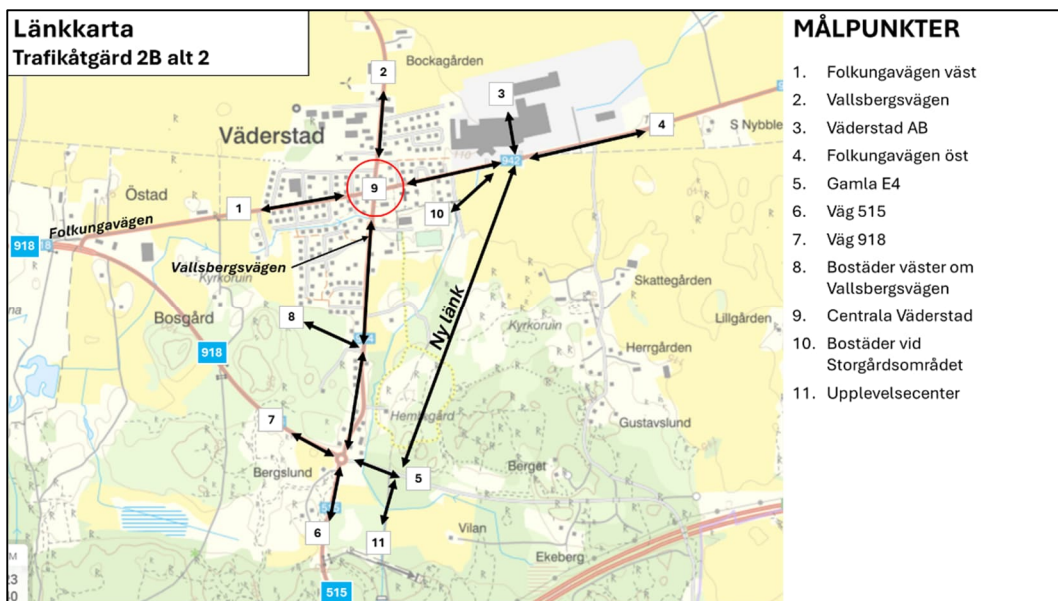 Länkkarta
Trafikåtgärd 2B alt 2
MÅLPUNKTER
1. Folkungavägen väst
2. Vallsbergsvägen
3. Väderstad AB
4. Folkungavägen öst
5. Gamla E4
6. Väg 515
7. Väg 918
8. Bostäder väster om
Vallsbergsvägen
9. Centrala Väderstad
10. Bostäder vid
Storgårdsområdet
11. Upplevelsecenter
Bockagården
2
3
4
S Nybble
Väderstad
942
9
Östad
1
10
Folkungavägen
918
Vallsbergsvägen
Kyrkoruin
Skattegården
Bosgård
8
Ny länk
Kyrkoruin
Lillgården
918
Herrgården
7
Gustavslund
Bergslund
5
Berget
6
11
Vilan
Ekeberg
515